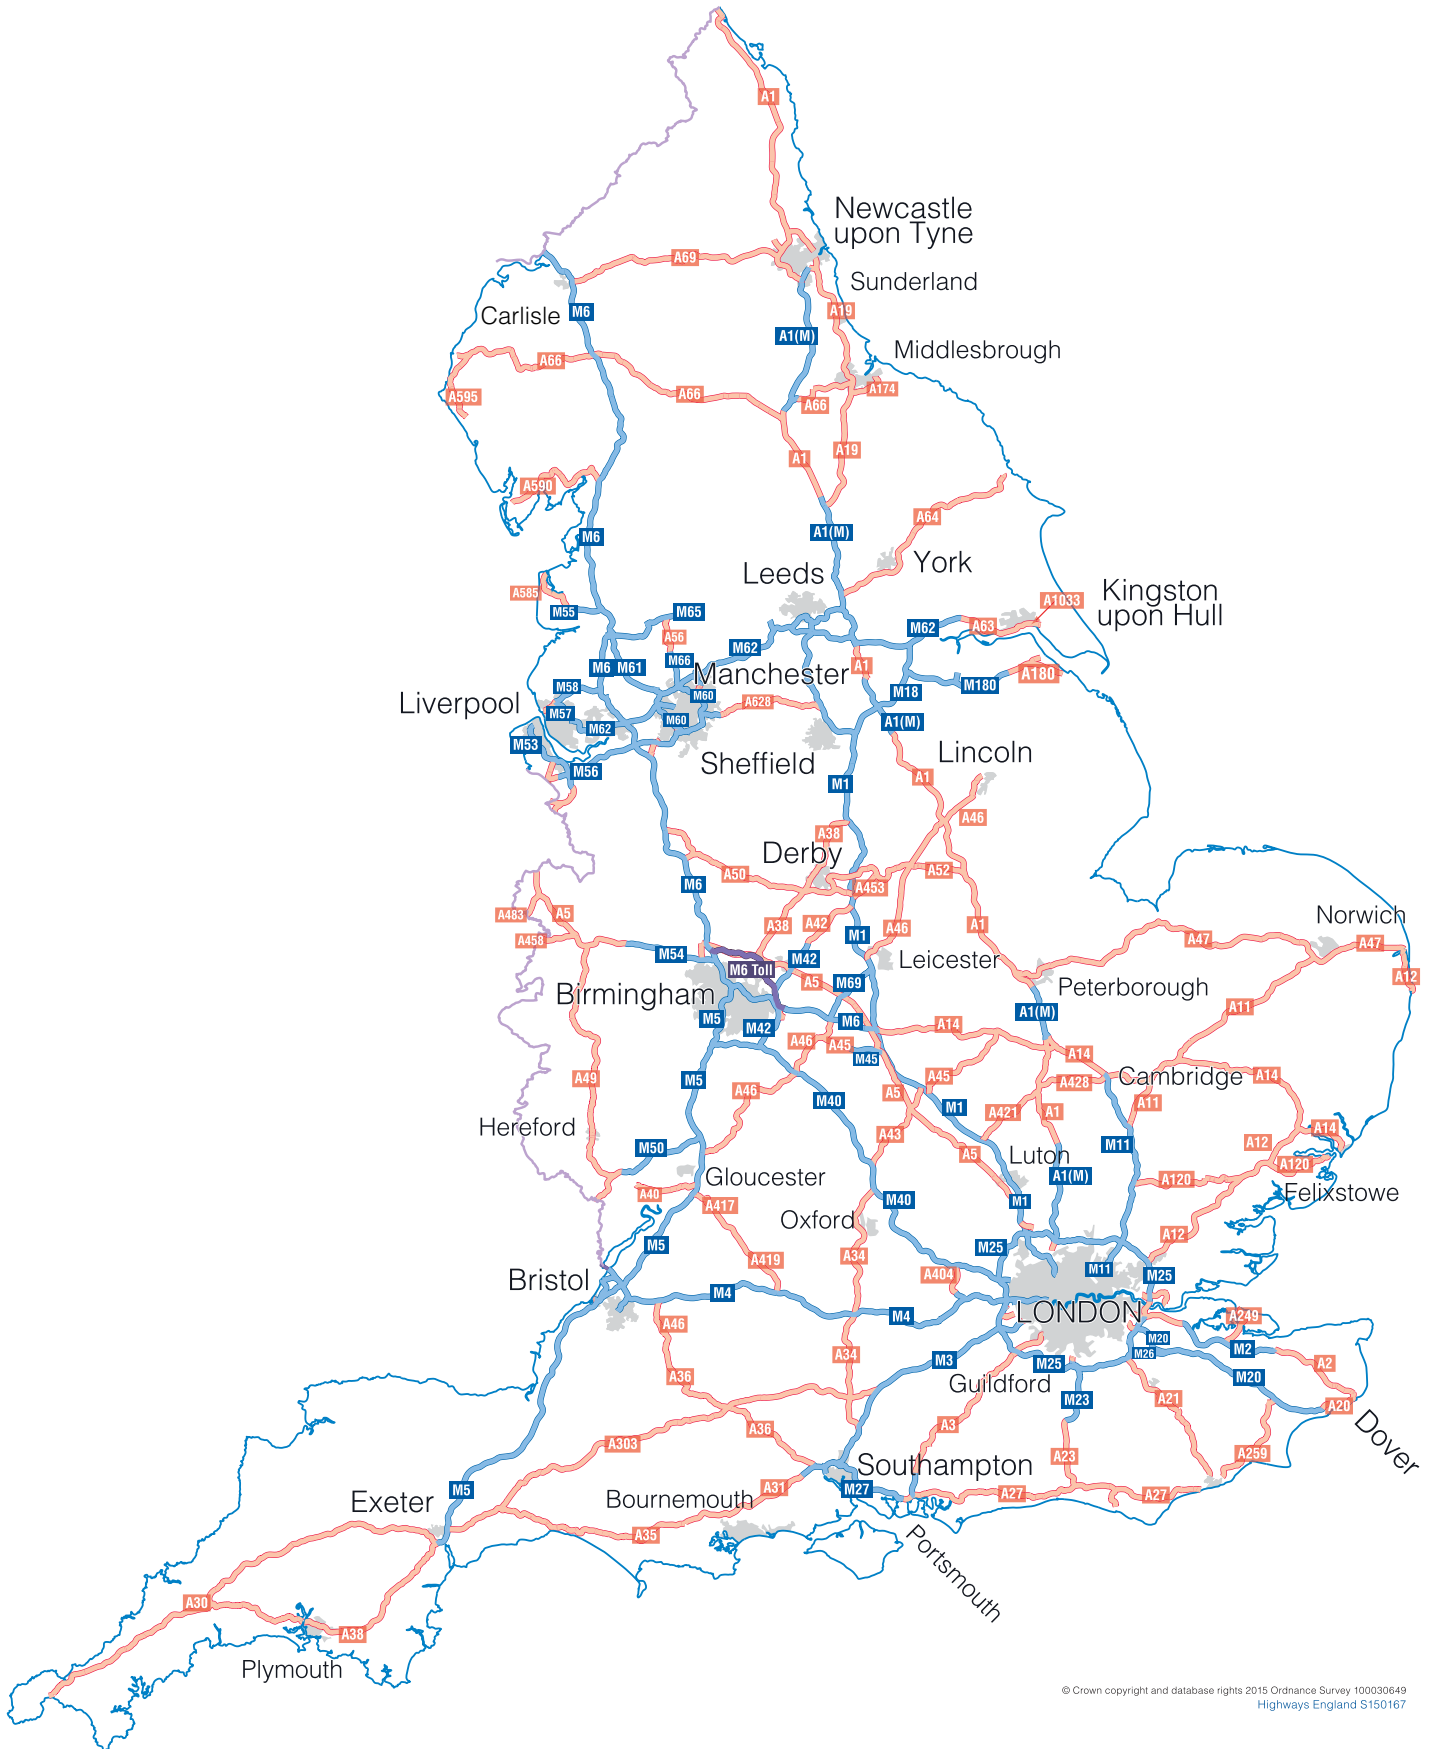 A1
Newcastle
upon Tyne
A69
Sunderland
Carlisle
M6
A19
A1(M)
Middlesbrough
A66
A595
A66
A66
A174
A1
A19
A590
A64
M6
A1(M)
York
Leeds
Kingston
upon Hull
A585
M55
M65
A1033
A56
M62
A63
M62
M6
M61
M66
Manchester
A1
A180
M58
M60
M18
M180
Liverpool
M57
A628
M62
M60
A1(M)
M53
Sheffield
Lincoln
M56
M1
A1
A46
A38
Derby
A50
A52
M6
A453
A483
A5
A38
A42
A46
A1
Norwich
A458
M1
A47
A47
M54
M42
Leicester
M6 Toll
A12
Birmingham
A5
M69
Peterborough
A11
M5
M42
M6
A1(M)
A14
A46
A45
M45
A14
A49
M5
A46
A5
A45
A428
Cambridge
A14
M40
M1
A421
A1
A11
Hereford
A43
A14
M50
A5
Luton
M11
A12
A120
Gloucester
A1(M)
A120
A40
A417
M40
M1
Felixstowe
Oxford
M5
A34
M25
A12
A419
A404
M11
M25
Bristol
M4
M4
LONDON
A249
A46
M20
A34
M3
M25
M26
M2
A2
A36
Guildford
M20
M23
A21
A20
Dover
A303
A36
A3
A23
A259
Southampton
M5
A31
M27
A27
A27
Exeter
Bournemouth
A35
Portsmouth
A30
A38
Plymouth
© Crown copyright and database rights 2015 Ordnance Survey 100030649
Highways England S150167